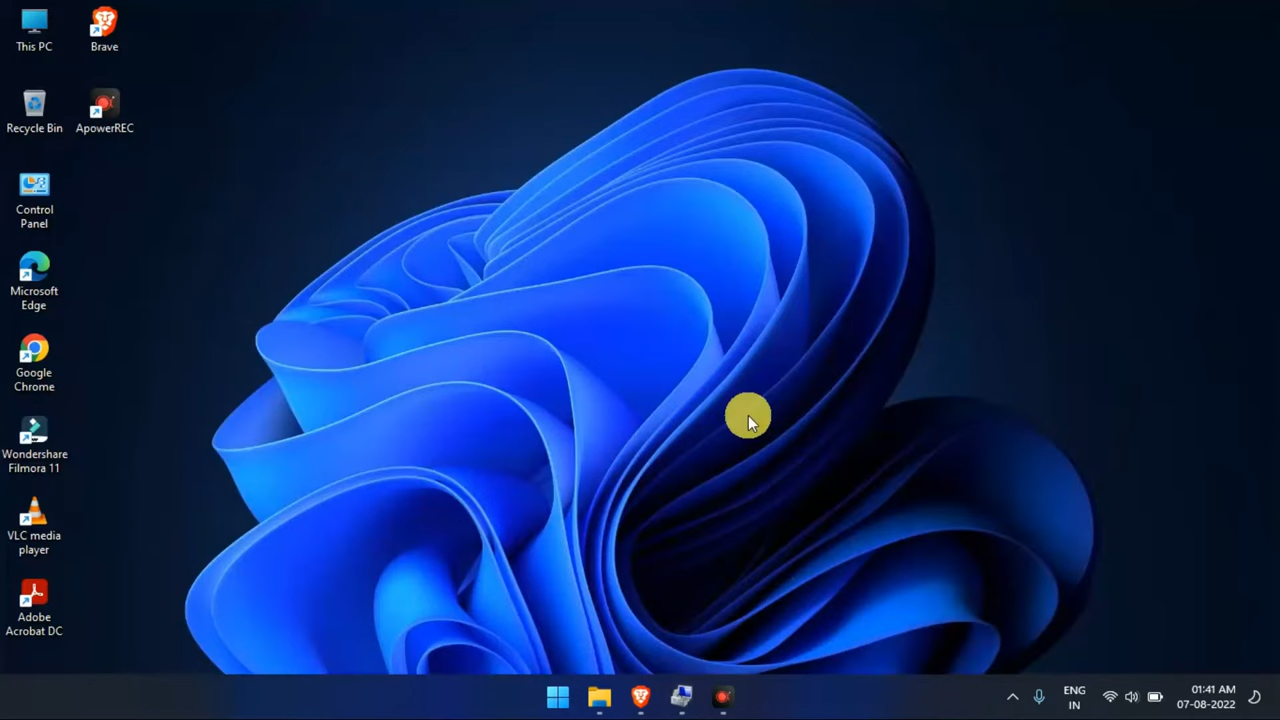 This PC
Brave
Recycle Bin
ApowerREC
Control
Panel
Microsoft
Edge
Google
Chrome
Wondershare
Filmora 11
VLC media
player
Adobe
Acrobat DC
ENG
IN
01:41 AM
07-08-2022